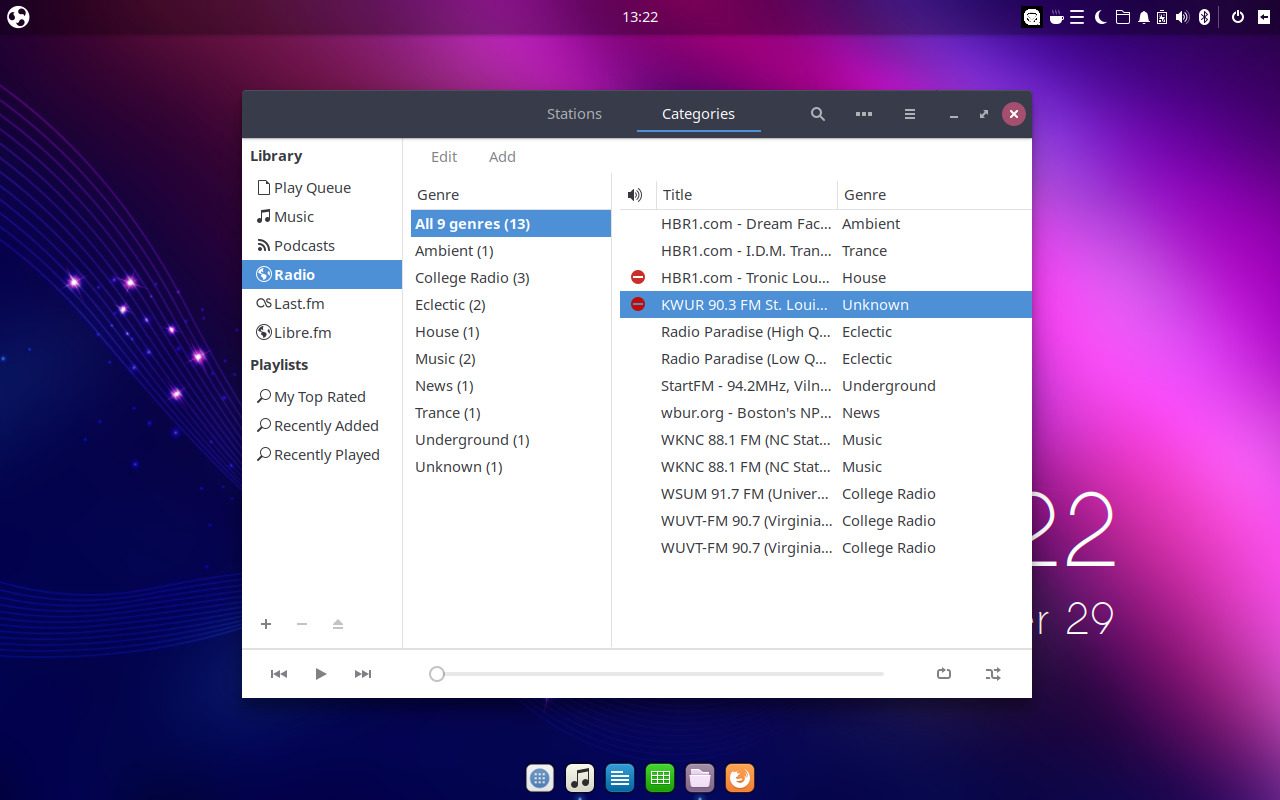 13:22
Stations Categories
Library
Play Queue
Music
Podcasts
Radio
Last.fm
Libre.fm
Playlists
My Top Rated
Recently Added
Recently Played
Edit Add
Genre
All 9 genres (13)
Ambient (1)
College Radio (3)
Eclectic (2)
House (1)
Music (2)
News (1)
Trance (1)
Underground (1)
Unknown (1)
Title Genre
HBR1.com - Dream Fac... Ambient
HBR1.com - I.D.M. Tran... Trance
HBR1.com - Tronic Lou... House
KWUR 90.3 FM St. Loui... Unknown
Radio Paradise (High Q... Eclectic
Radio Paradise (Low Q... Eclectic
StartFM - 94.2MHz, Viln... Underground
wbur.org - Boston's NP... News
WKNC 88.1 FM (NC Stat... Music
WKNC 88.1 FM (NC Stat... Music
WSUM 91.7 FM (Univer... College Radio
WUVT-FM 90.7 (Virginia... College Radio
WUVT-FM 90.7 (Virginia... College Radio
22
er 29